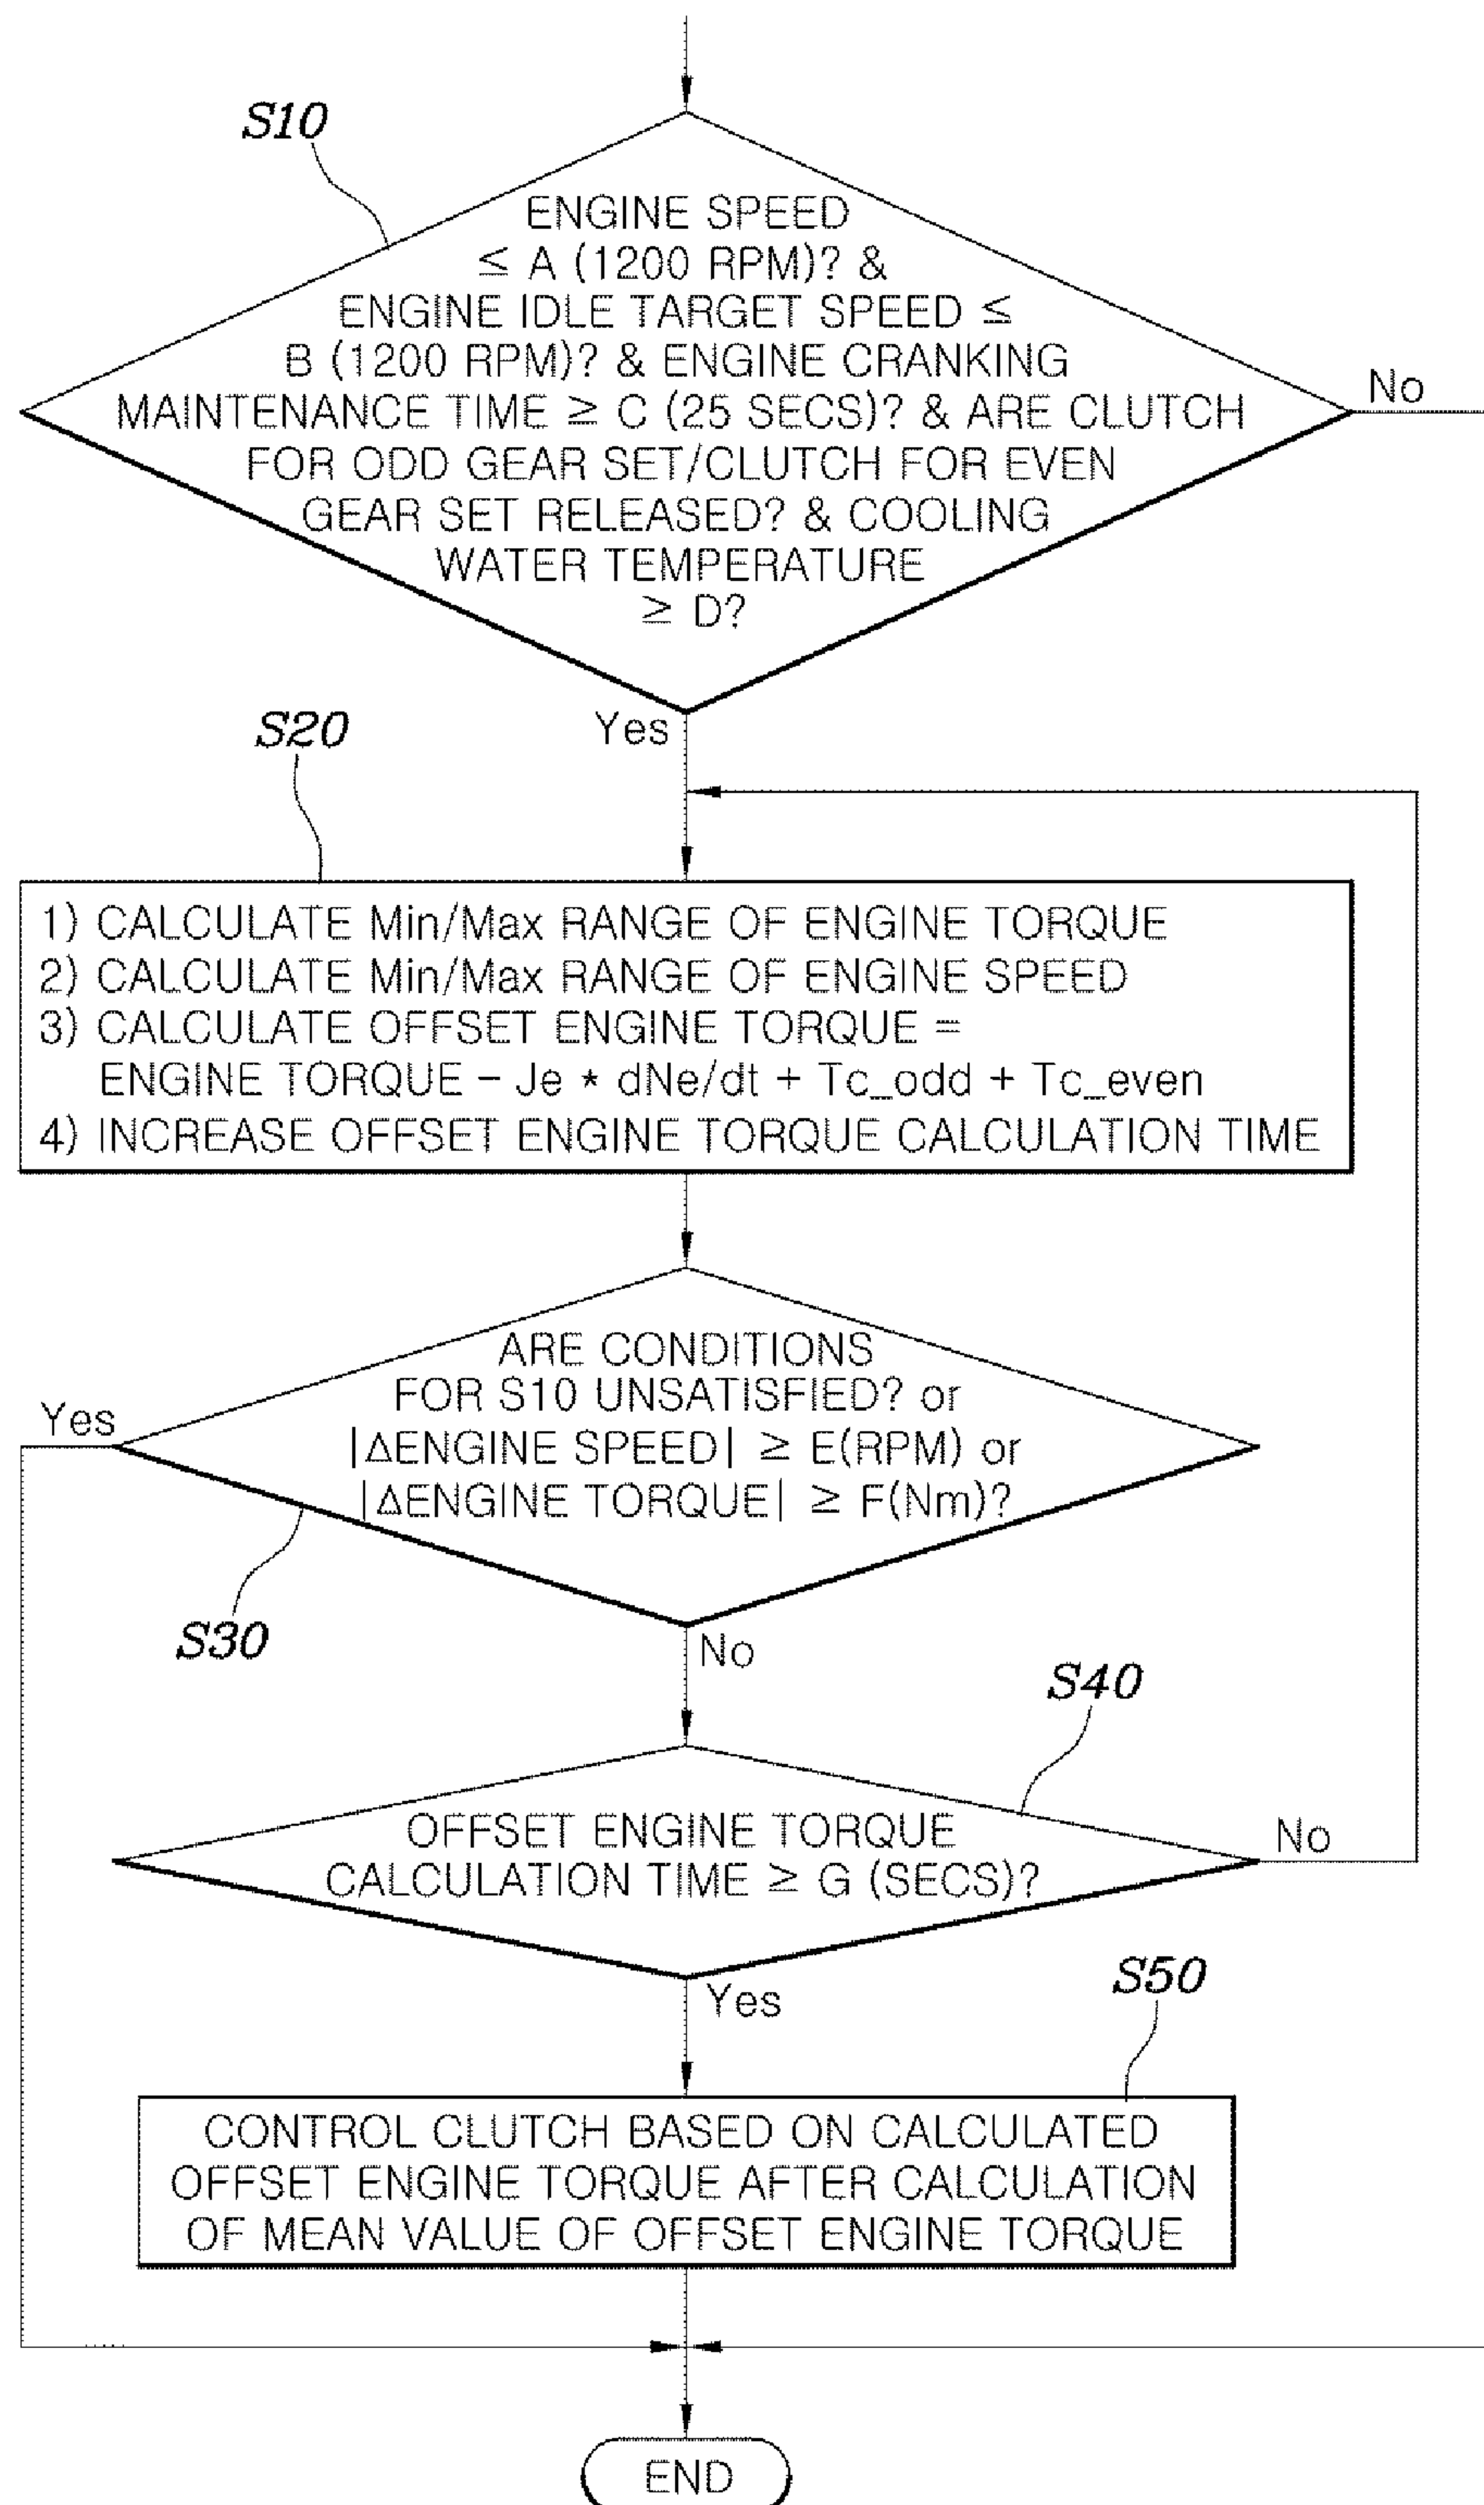 S10
ENGINE SPEED
≤ A (1200 RPM)? &
ENGINE IDLE TARGET SPEED ≤
B (1200 RPM)? & ENGINE CRANKING
MAINTENANCE TIME ≥ C (25 SECS)? & ARE CLUTCH
FOR ODD GEAR SET/CLUTCH FOR EVEN
GEAR SET RELEASED? & COOLING
WATER TEMPERATURE
≥ D?
No
Yes
S20
1) CALCULATE Min/Max RANGE OF ENGINE TORQUE
2) CALCULATE Min/Max RANGE OF ENGINE SPEED
3) CALCULATE OFFSET ENGINE TORQUE =
ENGINE TORQUE – Je * dNe/dt + Tc_odd + Tc_even
4) INCREASE OFFSET ENGINE TORQUE CALCULATION TIME
ARE CONDITIONS
FOR S10 UNSATISFIED? or
|ΔENGINE SPEED| ≥ E(RPM) or
|ΔENGINE TORQUE| ≥ F(Nm)?
Yes
S30
No
S40
OFFSET ENGINE TORQUE
CALCULATION TIME ≥ G (SECS)?
No
Yes
S50
CONTROL CLUTCH BASED ON CALCULATED
OFFSET ENGINE TORQUE AFTER CALCULATION
OF MEAN VALUE OF OFFSET ENGINE TORQUE
END